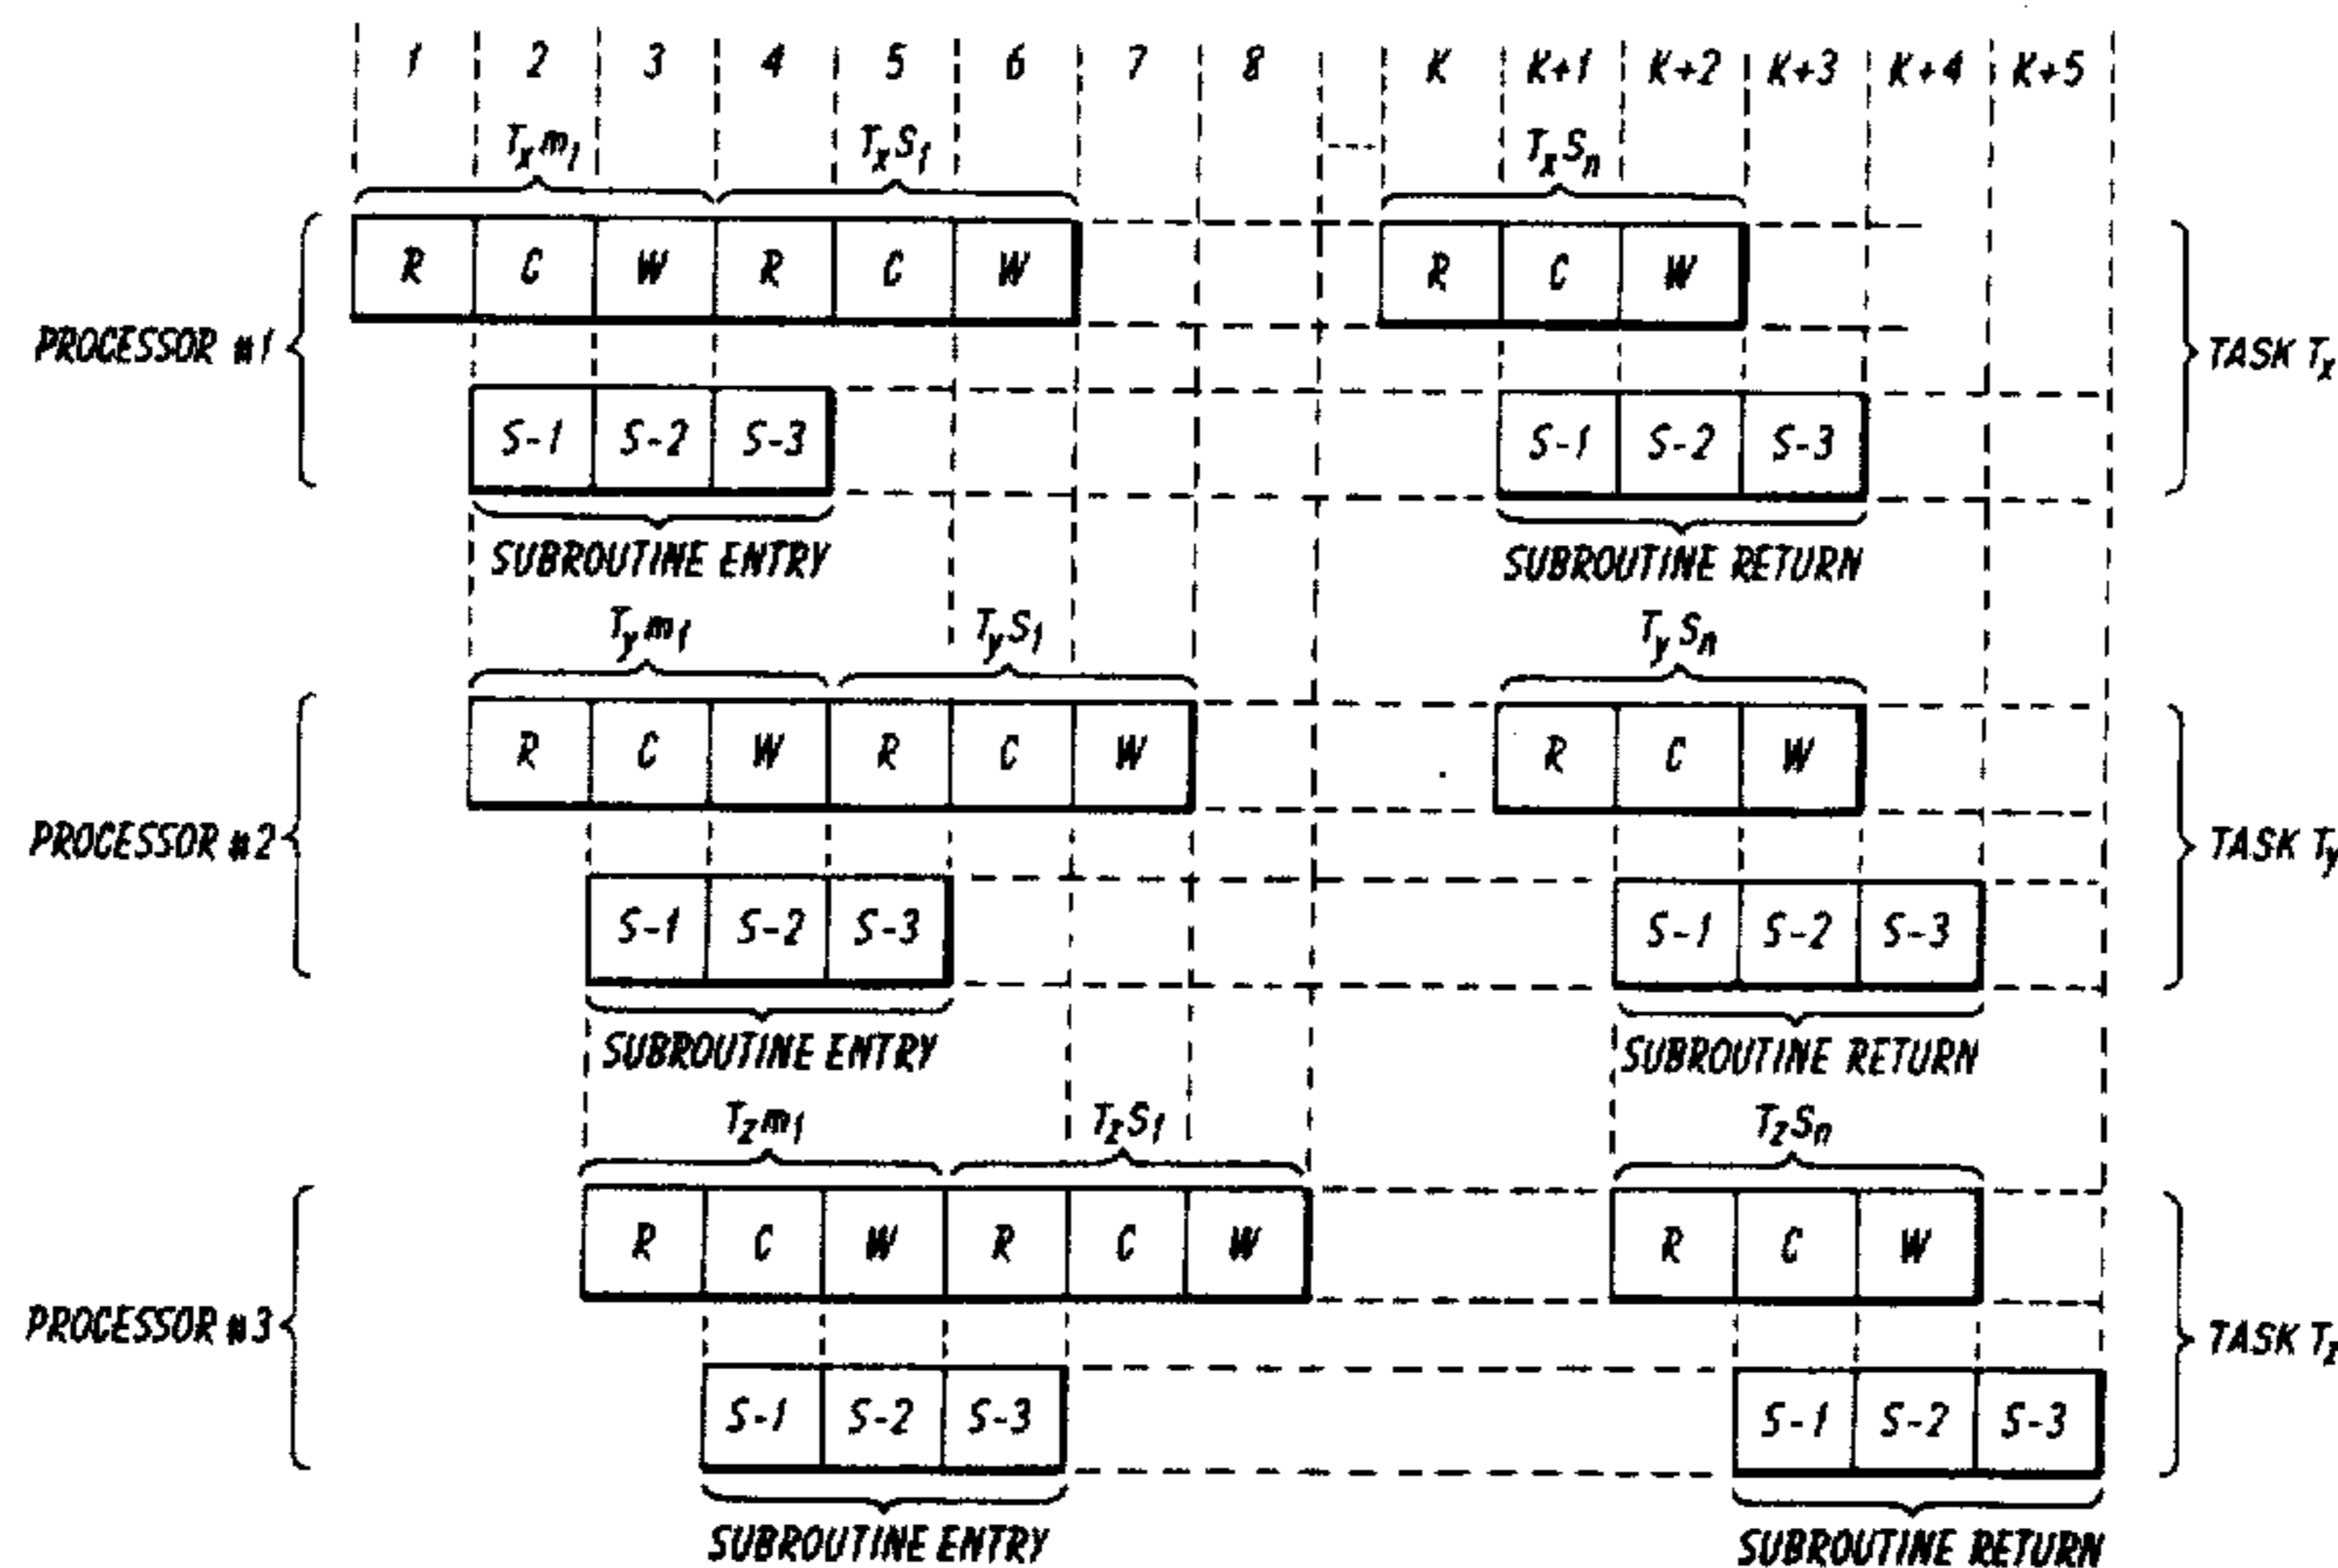 1 2 3 4 5 6 7 8 K K+1 K+2 K+3 K+4 K+5
Txm1 TxS1 TxSn
R C W R C W R C W
PROCESSOR #1 TASK Tx
S-1 S-2 S-3 S-1 S-2 S-3
SUBROUTINE ENTRY SUBROUTINE RETURN
Tym1 TyS1 TySn
R C W R C W R C W
PROCESSOR #2 TASK Ty
S-1 S-2 S-3 S-1 S-2 S-3
SUBROUTINE ENTRY SUBROUTINE RETURN
Tzm1 TzS1 TzSn
R C W R C W R C W
PROCESSOR #3 TASK Tz
S-1 S-2 S-3 S-1 S-2 S-3
SUBROUTINE ENTRY SUBROUTINE RETURN